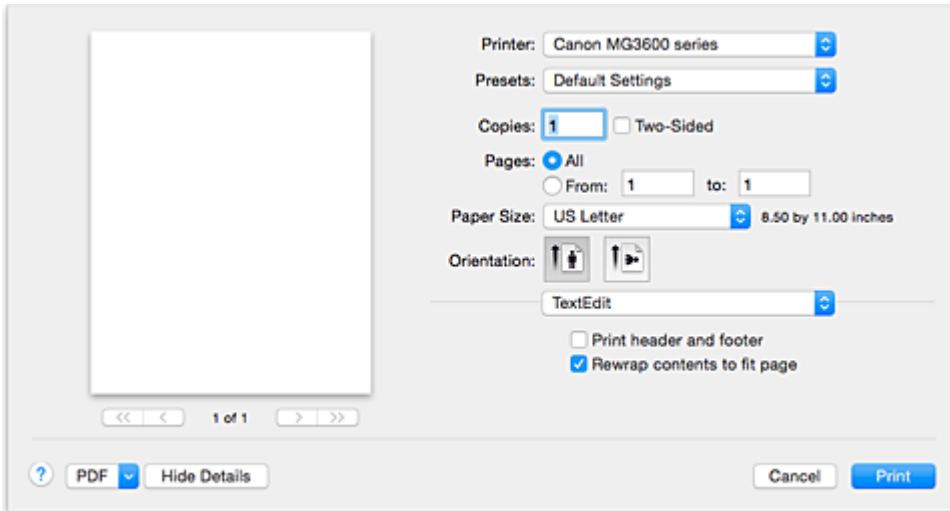 Printer: Canon MG3600 series
Presets: Default Settings
Copies: 1 Two-Sided
Pages: All
From: 1 to: 1
Paper Size: US Letter 8.50 by 11.00 inches
Orientation:
TextEdit
Print header and footer
Rewrap contents to fit page
<< < 1 of 1 > >>
? PDF Hide Details Cancel Print